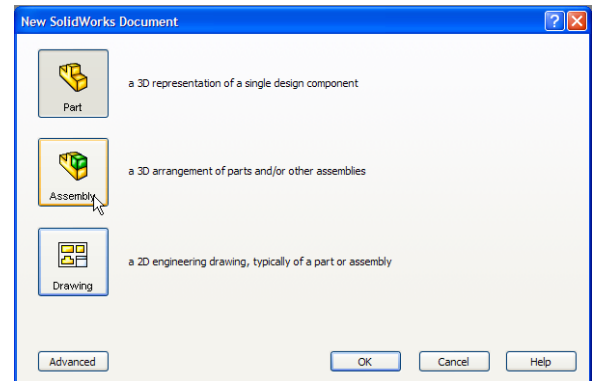 New SolidWorks Document
Part
a 3D representation of a single design component
Assembly
a 3D arrangement of parts and/or other assemblies
Drawing
a 2D engineering drawing, typically of a part or assembly
Advanced OK Cancel Help